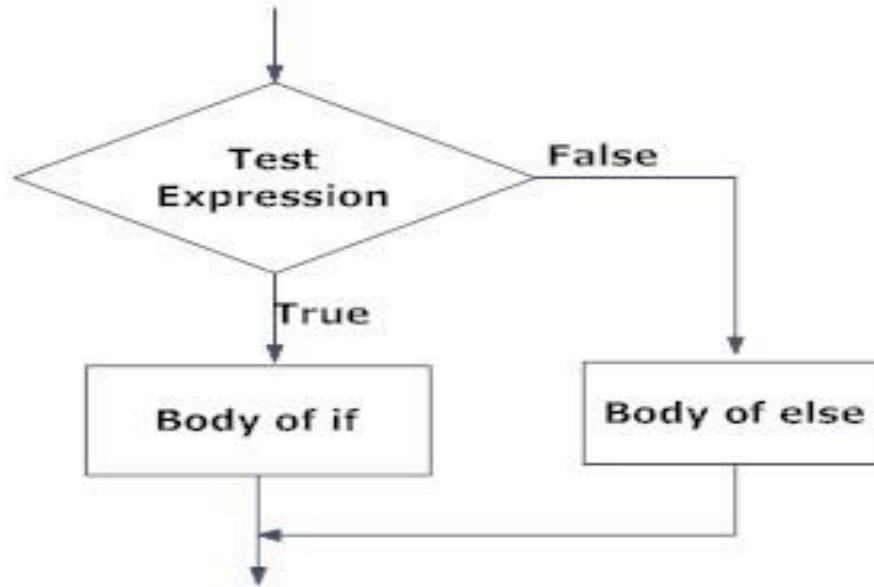 Test
Expression
False
True
Body of if
Body of else